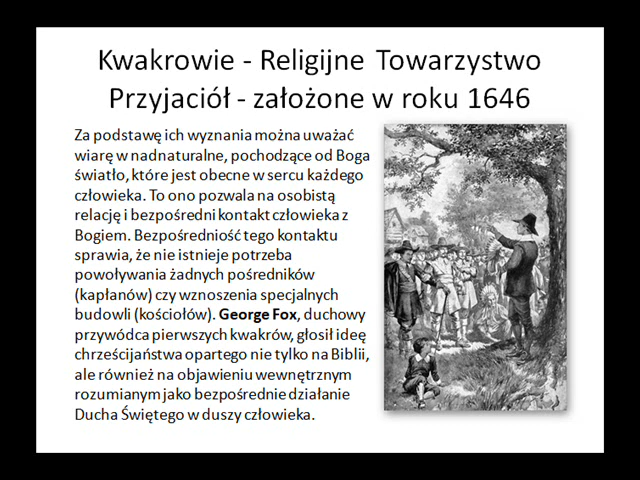 Kwakrowie - Religijne Towarzystwo
Przyjaciół - założone w roku 1646
Za podstawę ich wyznania można uważać
wiarę w nadnaturalne, pochodzące od Boga
światło, które jest obecne w sercu każdego
człowieka. To ono pozwala na osobistą
relację i bezpośredni kontakt człowieka z
Bogiem. Bezpośredniość tego kontaktu
sprawia, że nie istnieje potrzeba
powoływania żadnych pośredników
(kapłanów) czy wznoszenia specjalnych
budowli (kościołów). George Fox, duchowy
przywódca pierwszych kwakrów, głosił ideę
chrześcijaństwa opartego nie tylko na Biblii,
ale również na objawieniu wewnętrznym
rozumianym jako bezpośrednie działanie
Ducha Świętego w duszy człowieka.